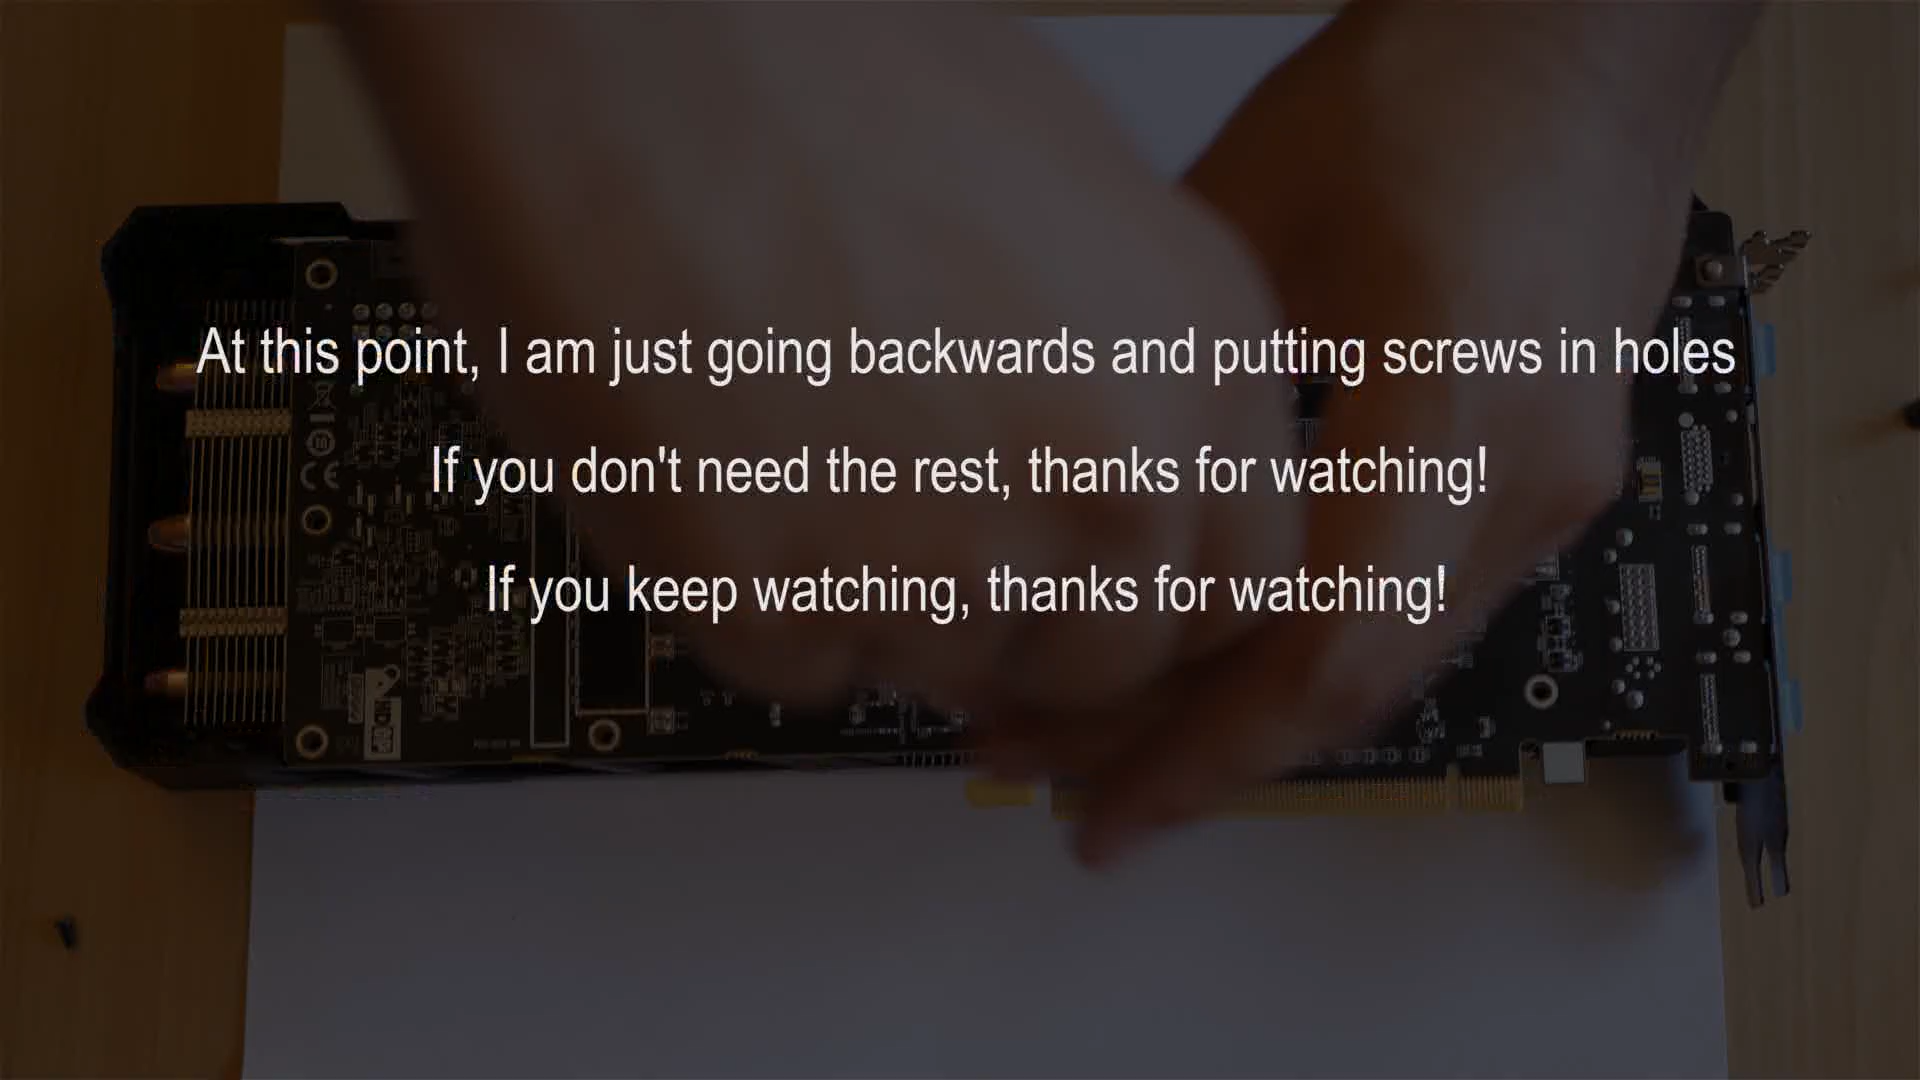 At this point, I am just going backwards and putting screws in holes
If you don't need the rest, thanks for watching!
If you keep watching, thanks for watching!